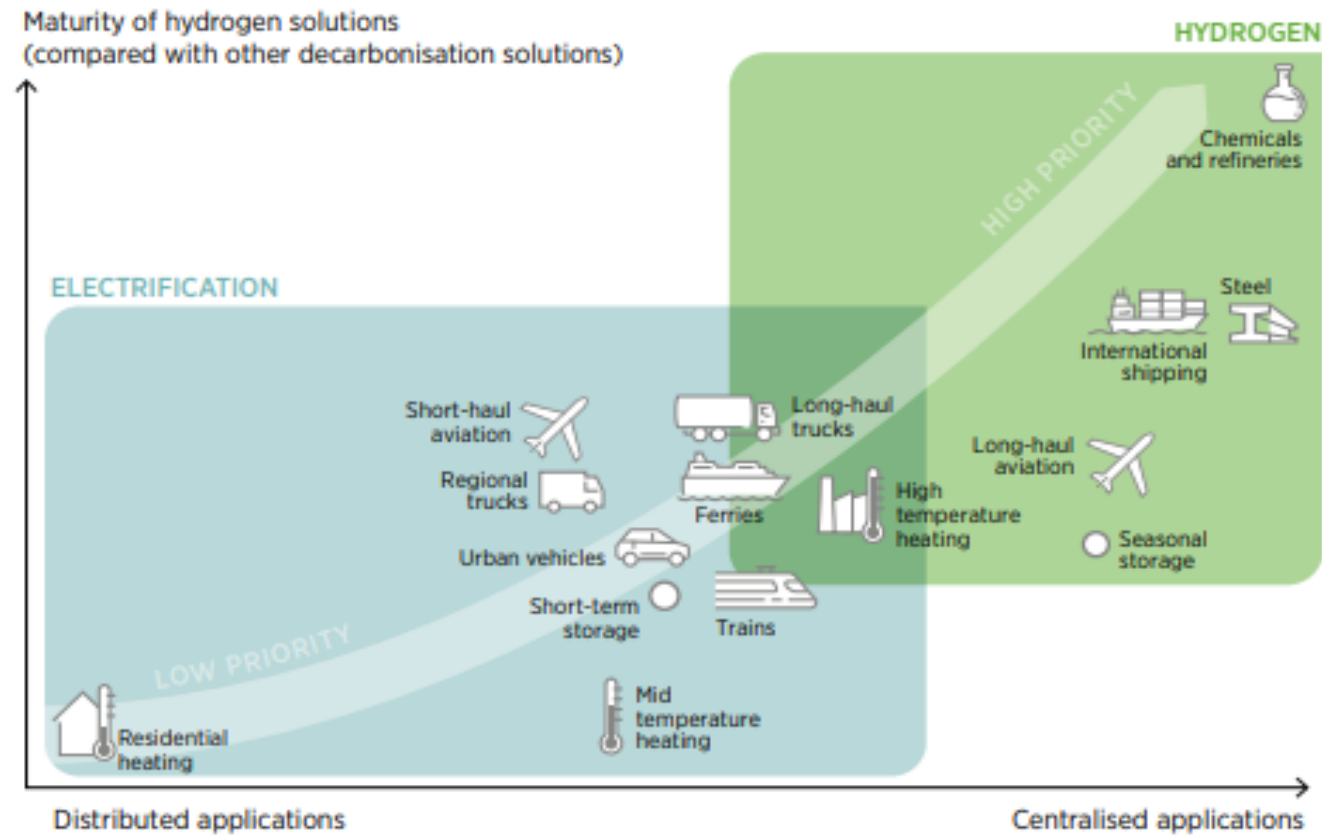 Maturity of hydrogen solutions
(compared with other decarbonisation solutions)
HYDROGEN
HIGH PRIORITY
Chemicals
and refineries
ELECTRIFICATION
Steel
International
shipping
Short-haul
aviation
Long-haul
trucks
Long-haul
aviation
Regional
trucks
Ferries
High
temperature
heating
Urban vehicles
Seasonal
storage
Short-term
storage
Trains
LOW PRIORITY
Mid
temperature
heating
Residential
heating
Distributed applications
Centralised applications